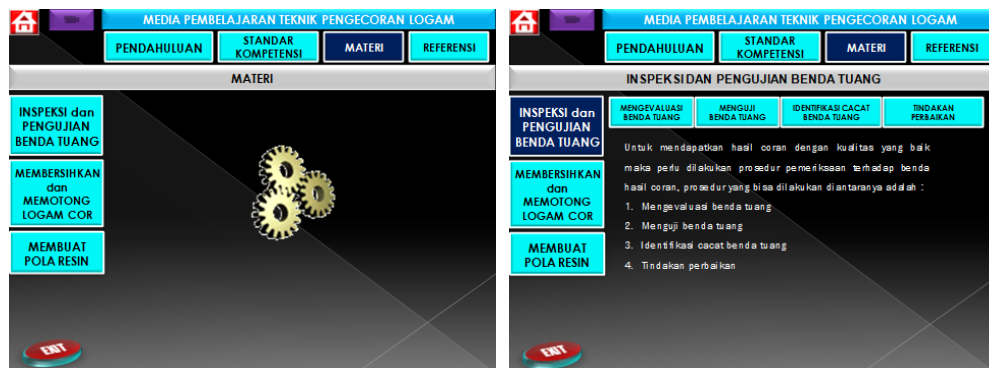 MEDIA PEMBELAJARAN TEKNIK PENGECORAN LOGAM
PENDAHULUAN
STANDAR
KOMPETENSI
MATERI
REFERENSI
MATERI
INSPEKSI dan
PENGUJIAN
BENDA TUANG
MEMBERSIHKAN
dan
MEMOTONG
LOGAM COR
MEMBUAT
POLA RESIN
EXIT
MEDIA PEMBELAJARAN TEKNIK PENGECORAN LOGAM
PENDAHULUAN
STANDAR
KOMPETENSI
MATERI
REFERENSI
INSPEKSI DAN PENGUJIAN BENDA TUANG
INSPEKSI dan
PENGUJIAN
BENDA TUANG
MEMBERSIHKAN
dan
MEMOTONG
LOGAM COR
MEMBUAT
POLA RESIN
MENGEVALUASI
BENDA TUANG
MENGUJI
BENDA TUANG
IDENTIFIKASI CACAT
BENDA TUANG
TINDAKAN
PERBAIKAN
Untuk mendapatkan hasil coran dengan kualitas yang baik
maka perlu dilakukan prosedur pemeriksaan terhadap benda
hasil coran, prosedur yang bisa dilakukan diantaranya adalah :
1. Mengevaluasi benda tuang
2. Menguji benda tuang
3. Identifikasi cacat benda tuang
4. Tindakan perbaikan
EXIT